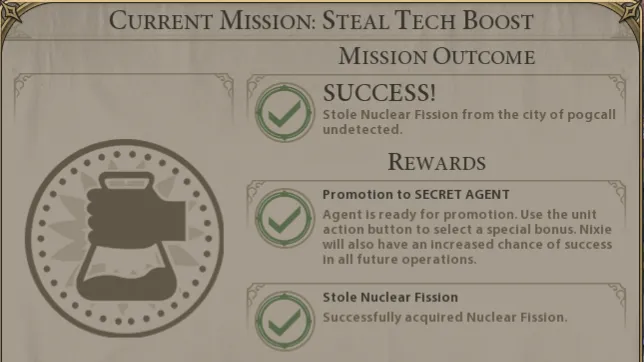 CURRENT MISSION: STEAL TECH BOOST
MISSION OUTCOME
SUCCESS!
Stole Nuclear Fission from the city of pogcall
undetected.
REWARDS
Promotion to SECRET AGENT
Agent is ready for promotion. Use the unit
action button to select a special bonus. Nixie
will also have an increased chance of success
in all future operations.
Stole Nuclear Fission
Successfully acquired Nuclear Fission.